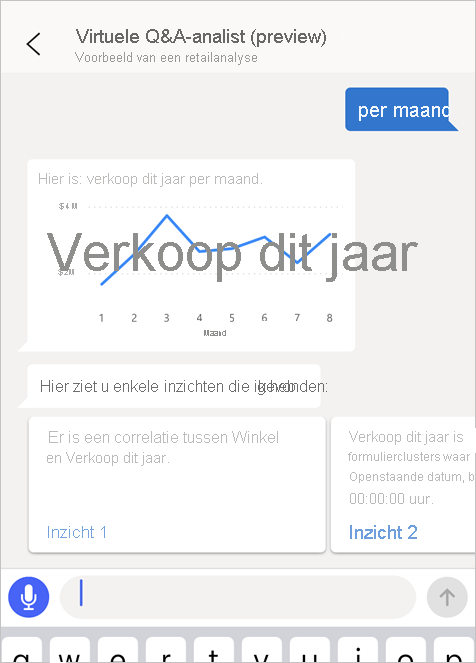 Virtuele Q&A-analist (preview)
Voorbeeld van een retailanalyse
per maand
Hier is: verkoop dit jaar per maand.
$4 M
Verkoop dit jaar
$2M
1 2 3 4 5 6 7 8
Maand
Hier ziet u enkele inzichten die ik gevonden:
Er is een correlatie tussen Winkel
en Verkoop dit jaar.
Inzicht 1
Verkoop dit jaar is
formulierclusters waar
Openstaande datum, b
00:00:00 uur.
Inzicht 2
q w e r t y u i o p